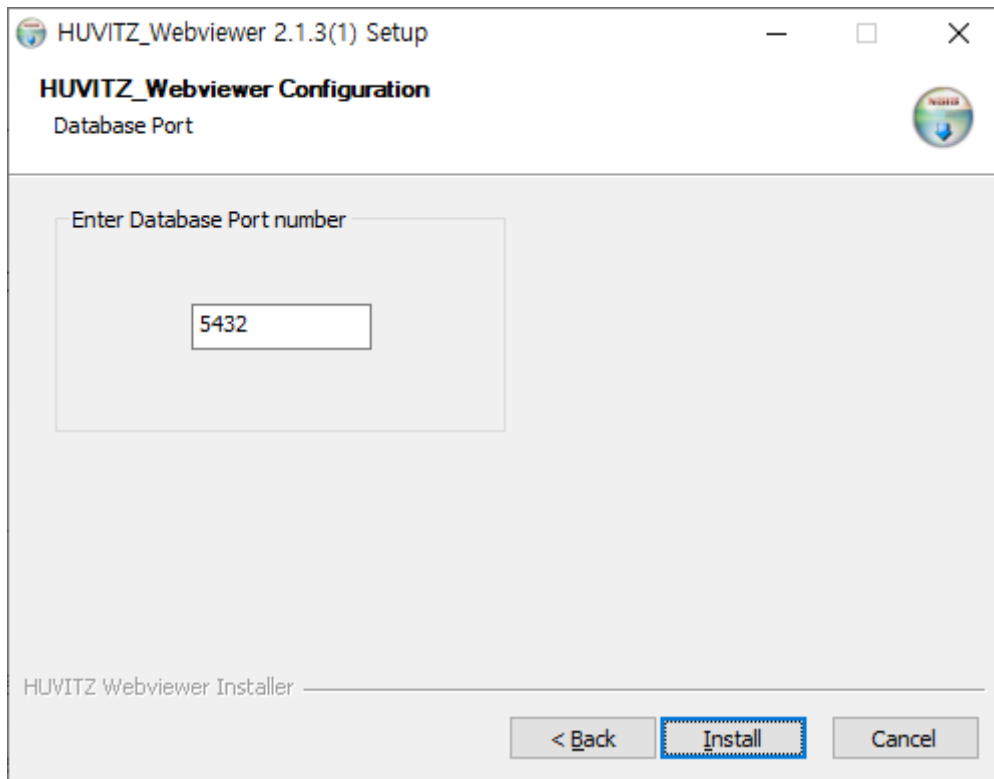 HUVITZ_Webviewer 2.1.3(1) Setup
HUVITZ_Webviewer Configuration
Database Port
Enter Database Port number
5432
HUVITZ Webviewer Installer
< Back
Install
Cancel